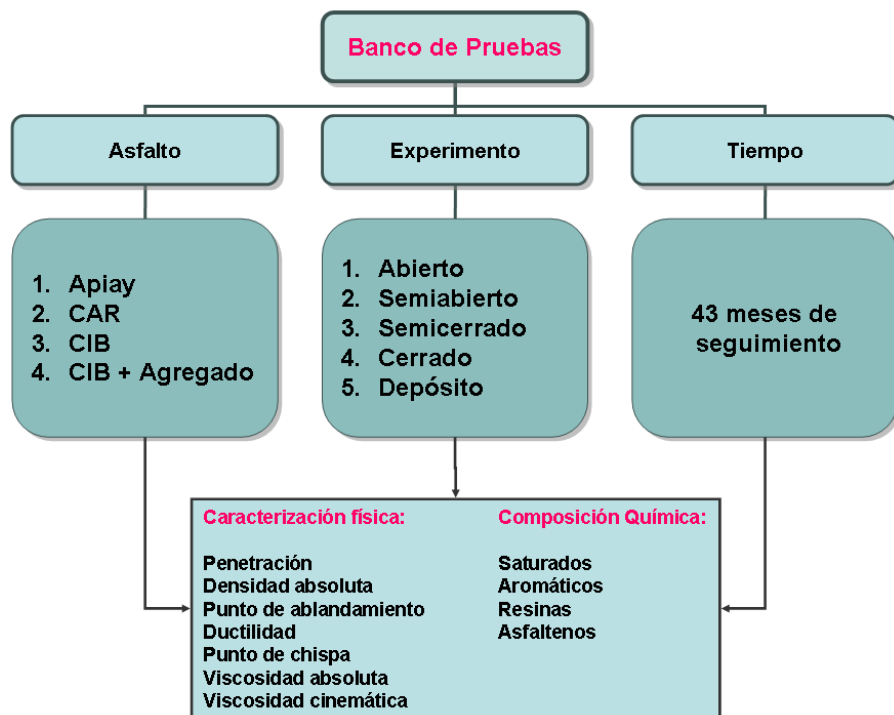 Banco de Pruebas
Asfalto
Experimento
Tiempo
1. Apiay
2. CAR
3. CIB
4. CIB + Agregado
1. Abierto
2. Semiabierto
3. Semicerrado
4. Cerrado
5. Depósito
43 meses de
seguimiento
Caracterización física:
Penetración
Densidad absoluta
Punto de ablandamiento
Ductilidad
Punto de chispa
Viscosidad absoluta
Viscosidad cinemática
Composición Química:
Saturados
Aromáticos
Resinas
Asfaltenos